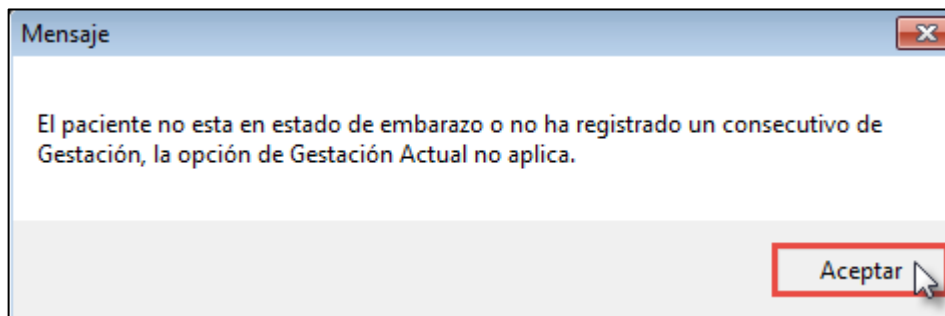 Mensaje
El paciente no esta en estado de embarazo o no ha registrado un consecutivo de
Gestación, la opción de Gestación Actual no aplica.
Aceptar